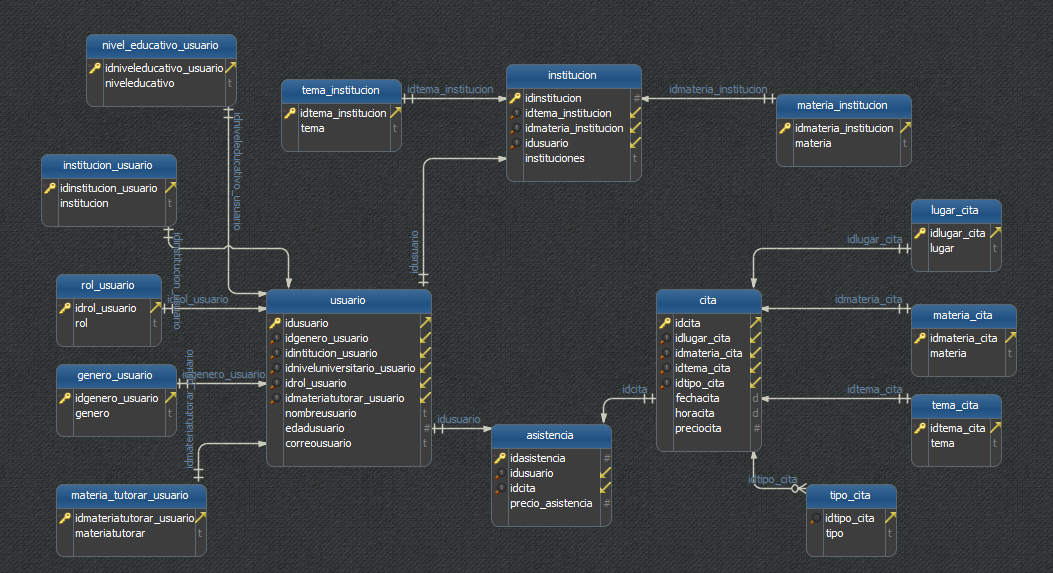 nivel_educativo_usuario
idniveleducativo_usuario
niveleducativo t
idniveleducativo_usuario
institucion_usuario
idinstitucion_usuario
institucion t
idinstitucion_usuario
rol_usuario
idrol_usuario
rol t
idrol_usuario
genero_usuario
idgenero_usuario
genero t
idgenero_usuario
materia_tutorar_usuario
idmateriatutorar_usuario
materiatutorar t
idmateriatutorar_usuario
tema_institucion
idtema_institucion
tema t
idtema_institucion
institucion
idinstitucion #
idtema_institucion
idmateria_institucion
idusuario
instituciones t
idmateria_institucion
materia_institucion
idmateria_institucion
materia t
idusuario
usuario
idusuario
idgenero_usuario
idintitucion_usuario
idniveluniversitario_usuario
idrol_usuario
idmateriatutorar_usuario
nombreusuario t
edadusuario #
correousuario t
idusuario
asistencia
idasistencia #
idusuario
idcita
precio_asistencia #
idcita
cita
idcita
idlugar_cita
idmateria_cita
idtema_cita
idtipo_cita
fechacita d
horacita d
preciocita #
idlugar_cita
lugar_cita
idlugar_cita
lugar t
idmateria_cita
materia_cita
idmateria_cita
materia t
idtema_cita
tema_cita
idtema_cita
tema t
idtipo_cita
tipo_cita
idtipo_cita
tipo t